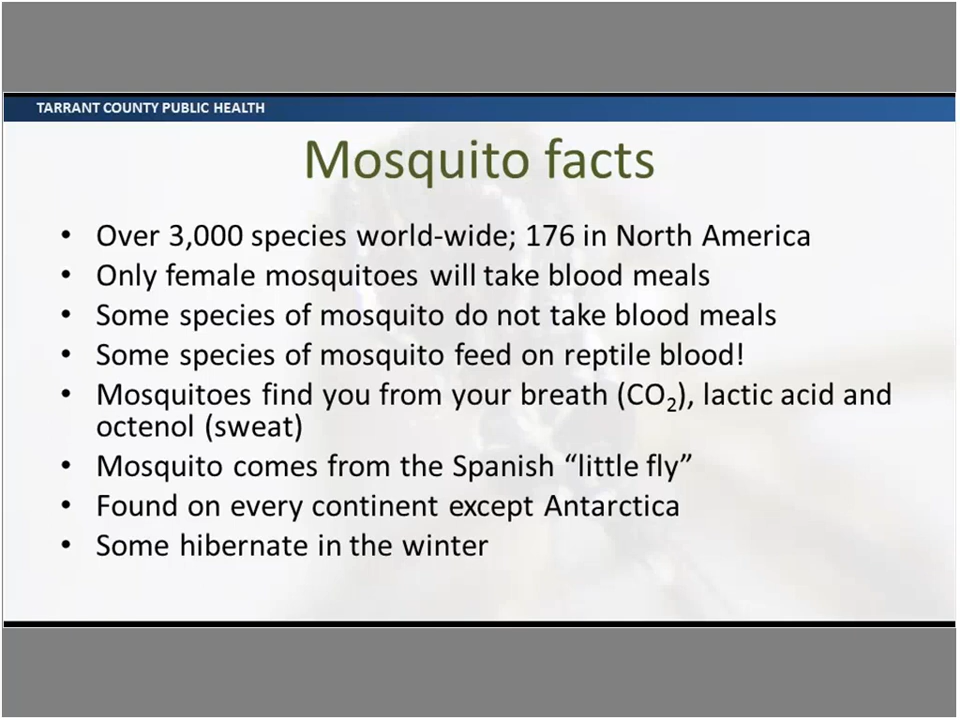 TARRANT COUNTY PUBLIC HEALTH
Mosquito facts
• Over 3,000 species world-wide; 176 in North America
• Only female mosquitoes will take blood meals
• Some species of mosquito do not take blood meals
• Some species of mosquito feed on reptile blood!
• Mosquitoes find you from your breath (CO₂), lactic acid and
octenol (sweat)
• Mosquito comes from the Spanish “little fly”
• Found on every continent except Antarctica
• Some hibernate in the winter